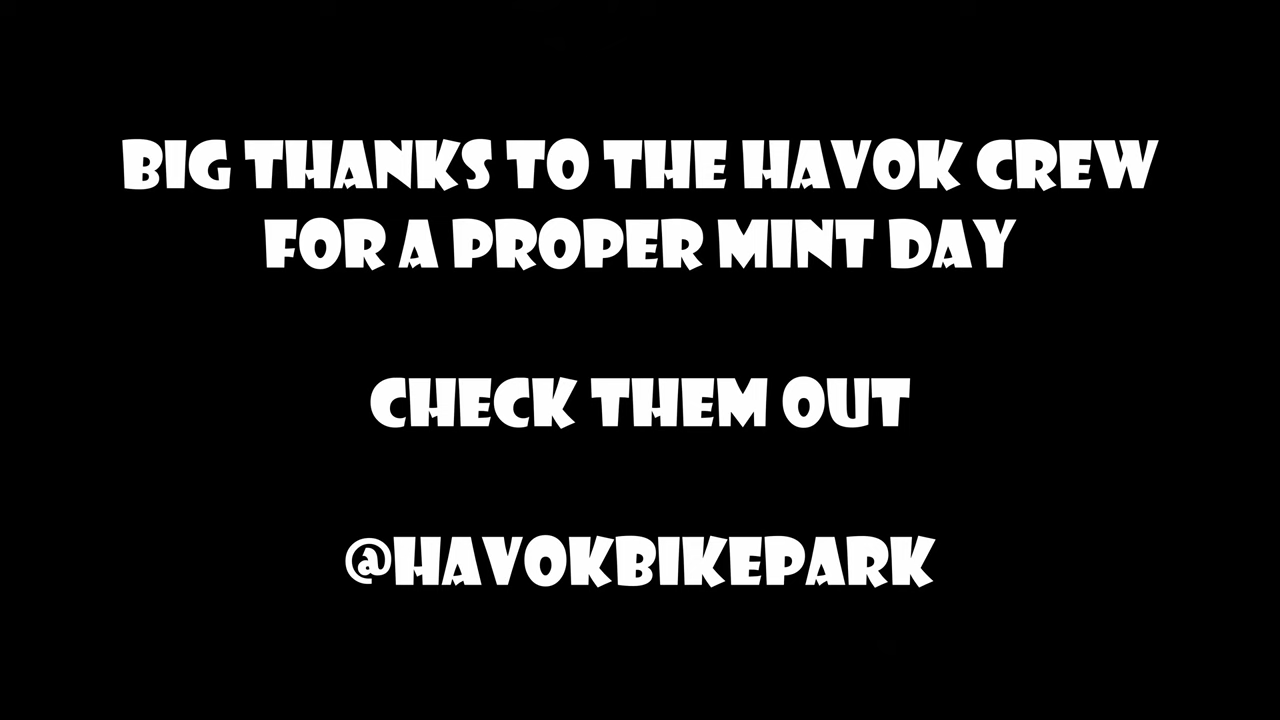 BIG THANKS TO THE HAVOK CREW
FOR A PROPER MINT DAY
CHECK THEM OUT
@HAVOKBIKEPARK